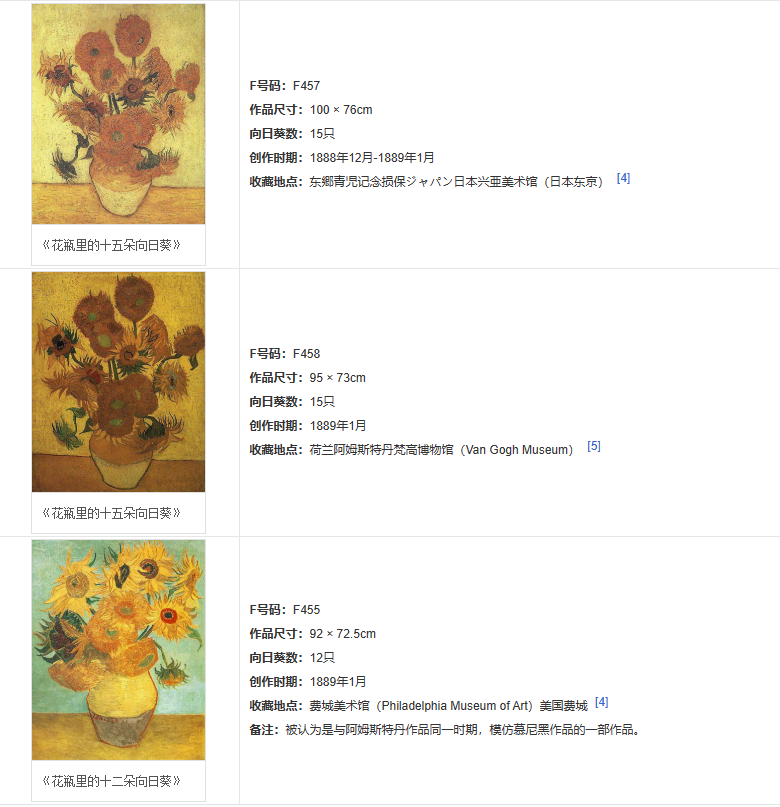 F号码：F457
作品尺寸：100 × 76cm
向日葵数：15只
创作时期：1888年12月-1889年1月
收藏地点：东郷青児记念损保ジャパン日本兴亚美术馆（日本东京） [4]
《花瓶里的十五朵向日葵》
F号码：F458
作品尺寸：95 × 73cm
向日葵数：15只
创作时期：1889年1月
收藏地点：荷兰阿姆斯特丹梵高博物馆（Van Gogh Museum） [5]
《花瓶里的十五朵向日葵》
F号码：F455
作品尺寸：92 × 72.5cm
向日葵数：12只
创作时期：1889年1月
收藏地点：费城美术馆（Philadelphia Museum of Art）美国费城 [4]
备注：被认为是与阿姆斯特丹作品同一时期，模仿慕尼黑作品的一部作品。
《花瓶里的十二朵向日葵》